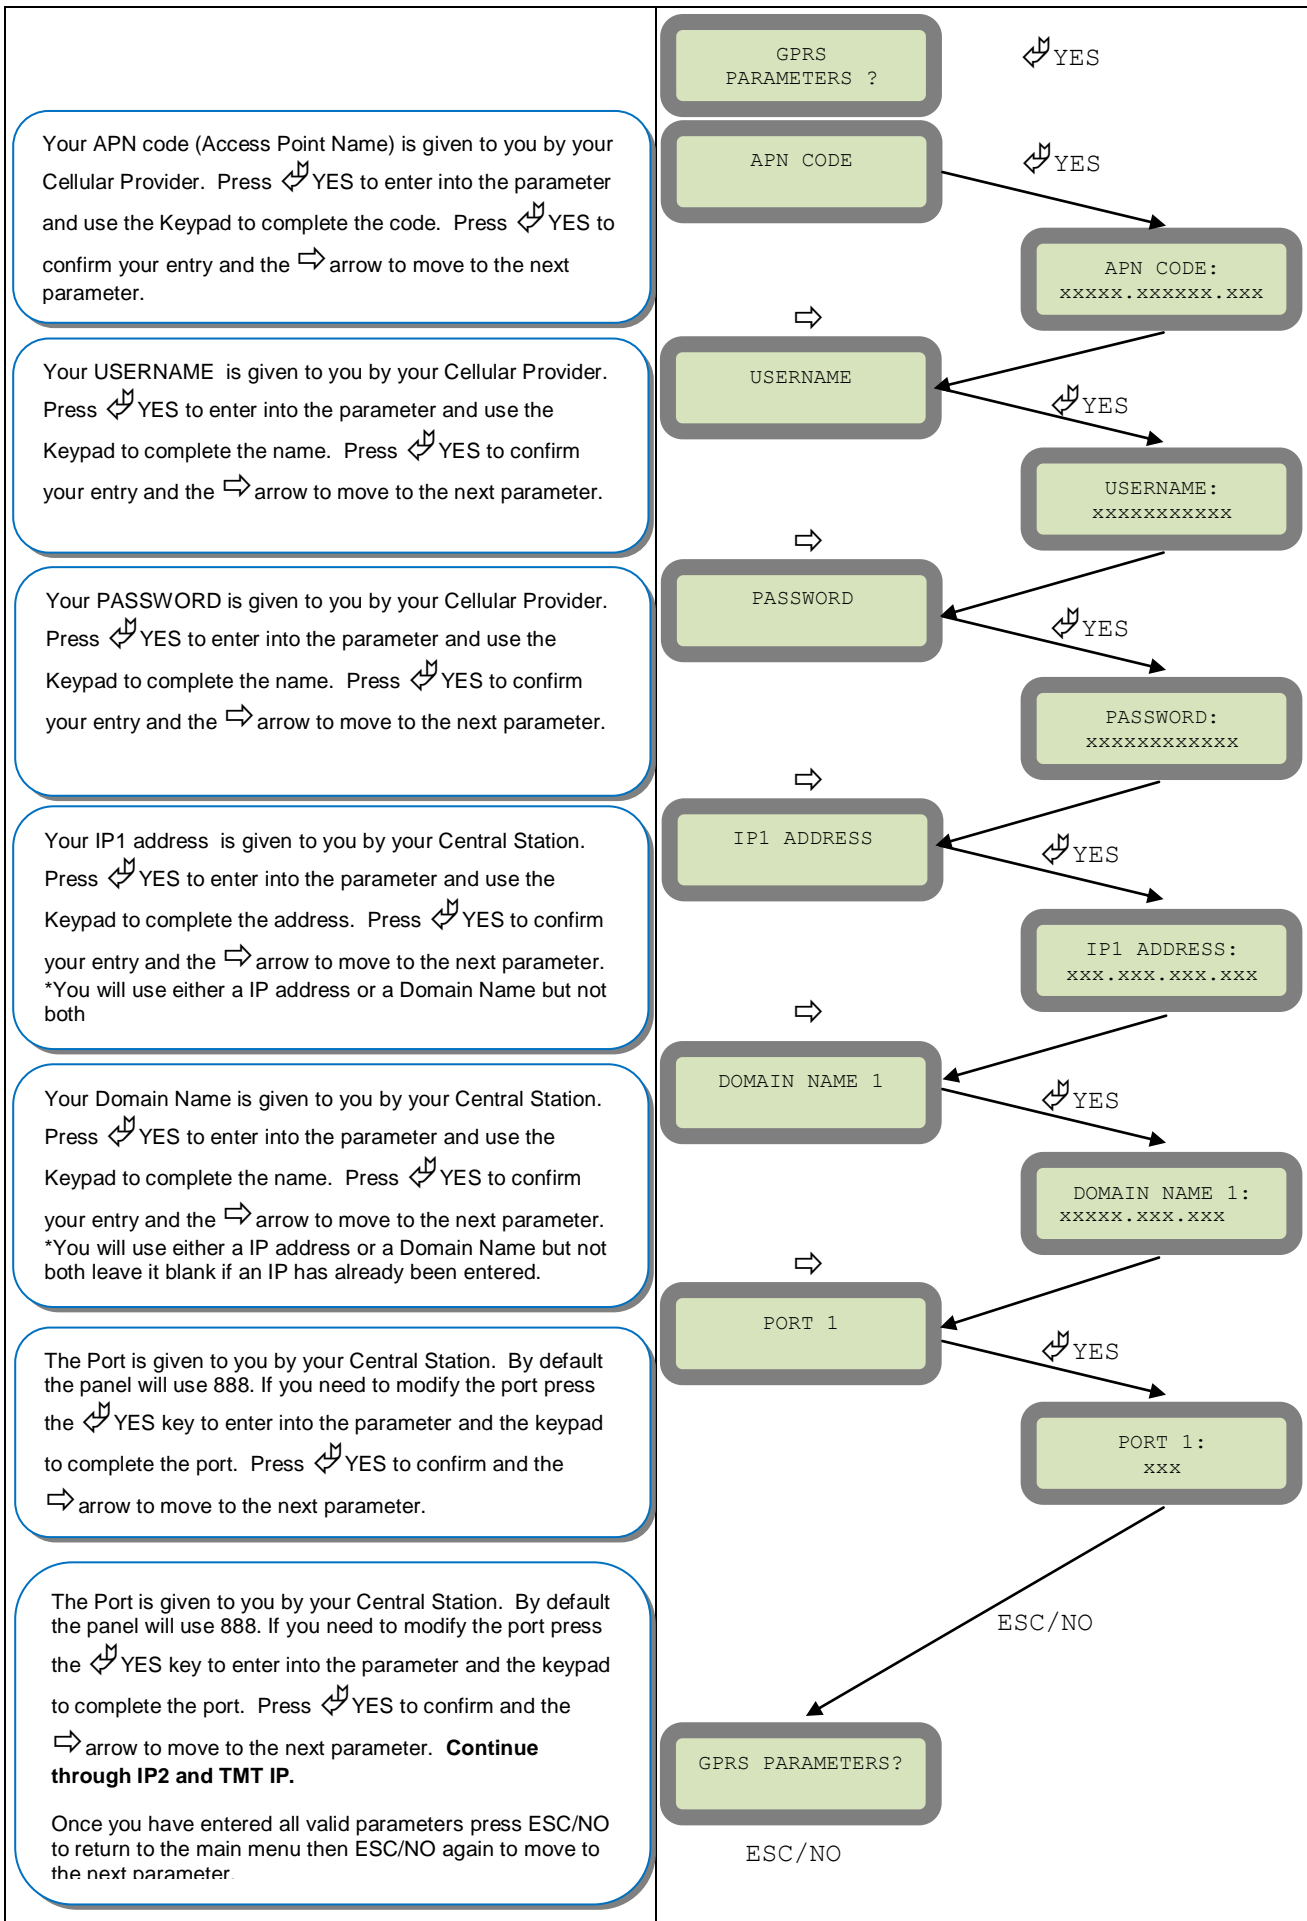 GPRS
PARAMETERS ?
YES
Your APN code (Access Point Name) is given to you by your
Cellular Provider. Press YES to enter into the parameter
and use the Keypad to complete the code. Press YES to
confirm your entry and the arrow to move to the next
parameter.
APN CODE
YES
APN CODE:
xxxxx.xxxxxx.xxx
Your USERNAME is given to you by your Cellular Provider.
Press YES to enter into the parameter and use the
Keypad to complete the name. Press YES to confirm
your entry and the arrow to move to the next parameter.
USERNAME
YES
USERNAME:
xxxxxxxxxxx
Your PASSWORD is given to you by your Cellular Provider.
Press YES to enter into the parameter and use the
Keypad to complete the name. Press YES to confirm
your entry and the arrow to move to the next parameter.
PASSWORD
YES
PASSWORD:
xxxxxxxxxxxx
Your IP1 address is given to you by your Central Station.
Press YES to enter into the parameter and use the
Keypad to complete the address. Press YES to confirm
your entry and the arrow to move to the next parameter.
*You will use either a IP address or a Domain Name but not
both
IP1 ADDRESS
YES
IP1 ADDRESS:
xxx.xxx.xxx.xxx
Your Domain Name is given to you by your Central Station.
Press YES to enter into the parameter and use the
Keypad to complete the name. Press YES to confirm
your entry and the arrow to move to the next parameter.
*You will use either a IP address or a Domain Name but not
both leave it blank if an IP has already been entered.
DOMAIN NAME 1
YES
DOMAIN NAME 1:
xxxxx.xxx.xxx
The Port is given to you by your Central Station. By default
the panel will use 888. If you need to modify the port press
the YES key to enter into the parameter and the keypad
to complete the port. Press YES to confirm and the
arrow to move to the next parameter.
PORT 1
YES
PORT 1:
xxx
The Port is given to you by your Central Station. By default
the panel will use 888. If you need to modify the port press
the YES key to enter into the parameter and the keypad
to complete the port. Press YES to confirm and the
arrow to move to the next parameter. Continue
through IP2 and TMT IP.
Once you have entered all valid parameters press ESC/NO
to return to the main menu then ESC/NO again to move to
the next parameter.
ESC/NO
GPRS PARAMETERS?
ESC/NO